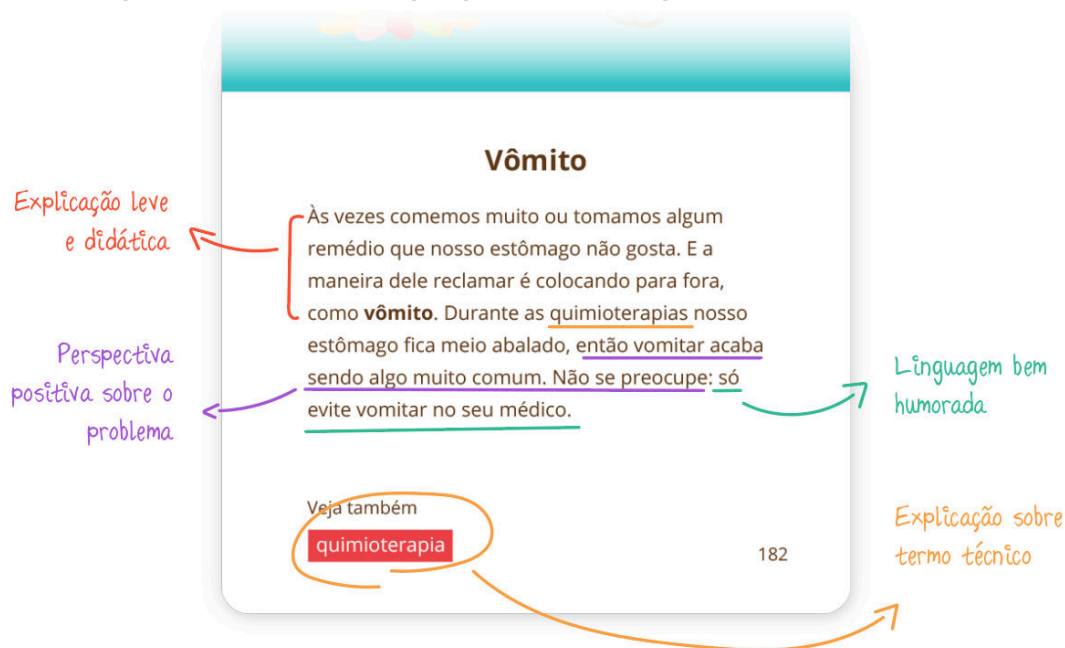 Vômito
Explicação leve
e didática
Às vezes comemos muito ou tomamos algum
remédio que nosso estômago não gosta. E a
maneira dele reclamar é colocando para fora,
como vômito. Durante as quimioterapias nosso
estômago fica meio abalado, então vomitar acaba
sendo algo muito comum. Não se preocupe: só
evite vomitar no seu médico.
Perspectiva
positiva sobre o
problema
Linguagem bem
humorada
Veja também
quimioterapia
182
Explicação sobre
termo técnico